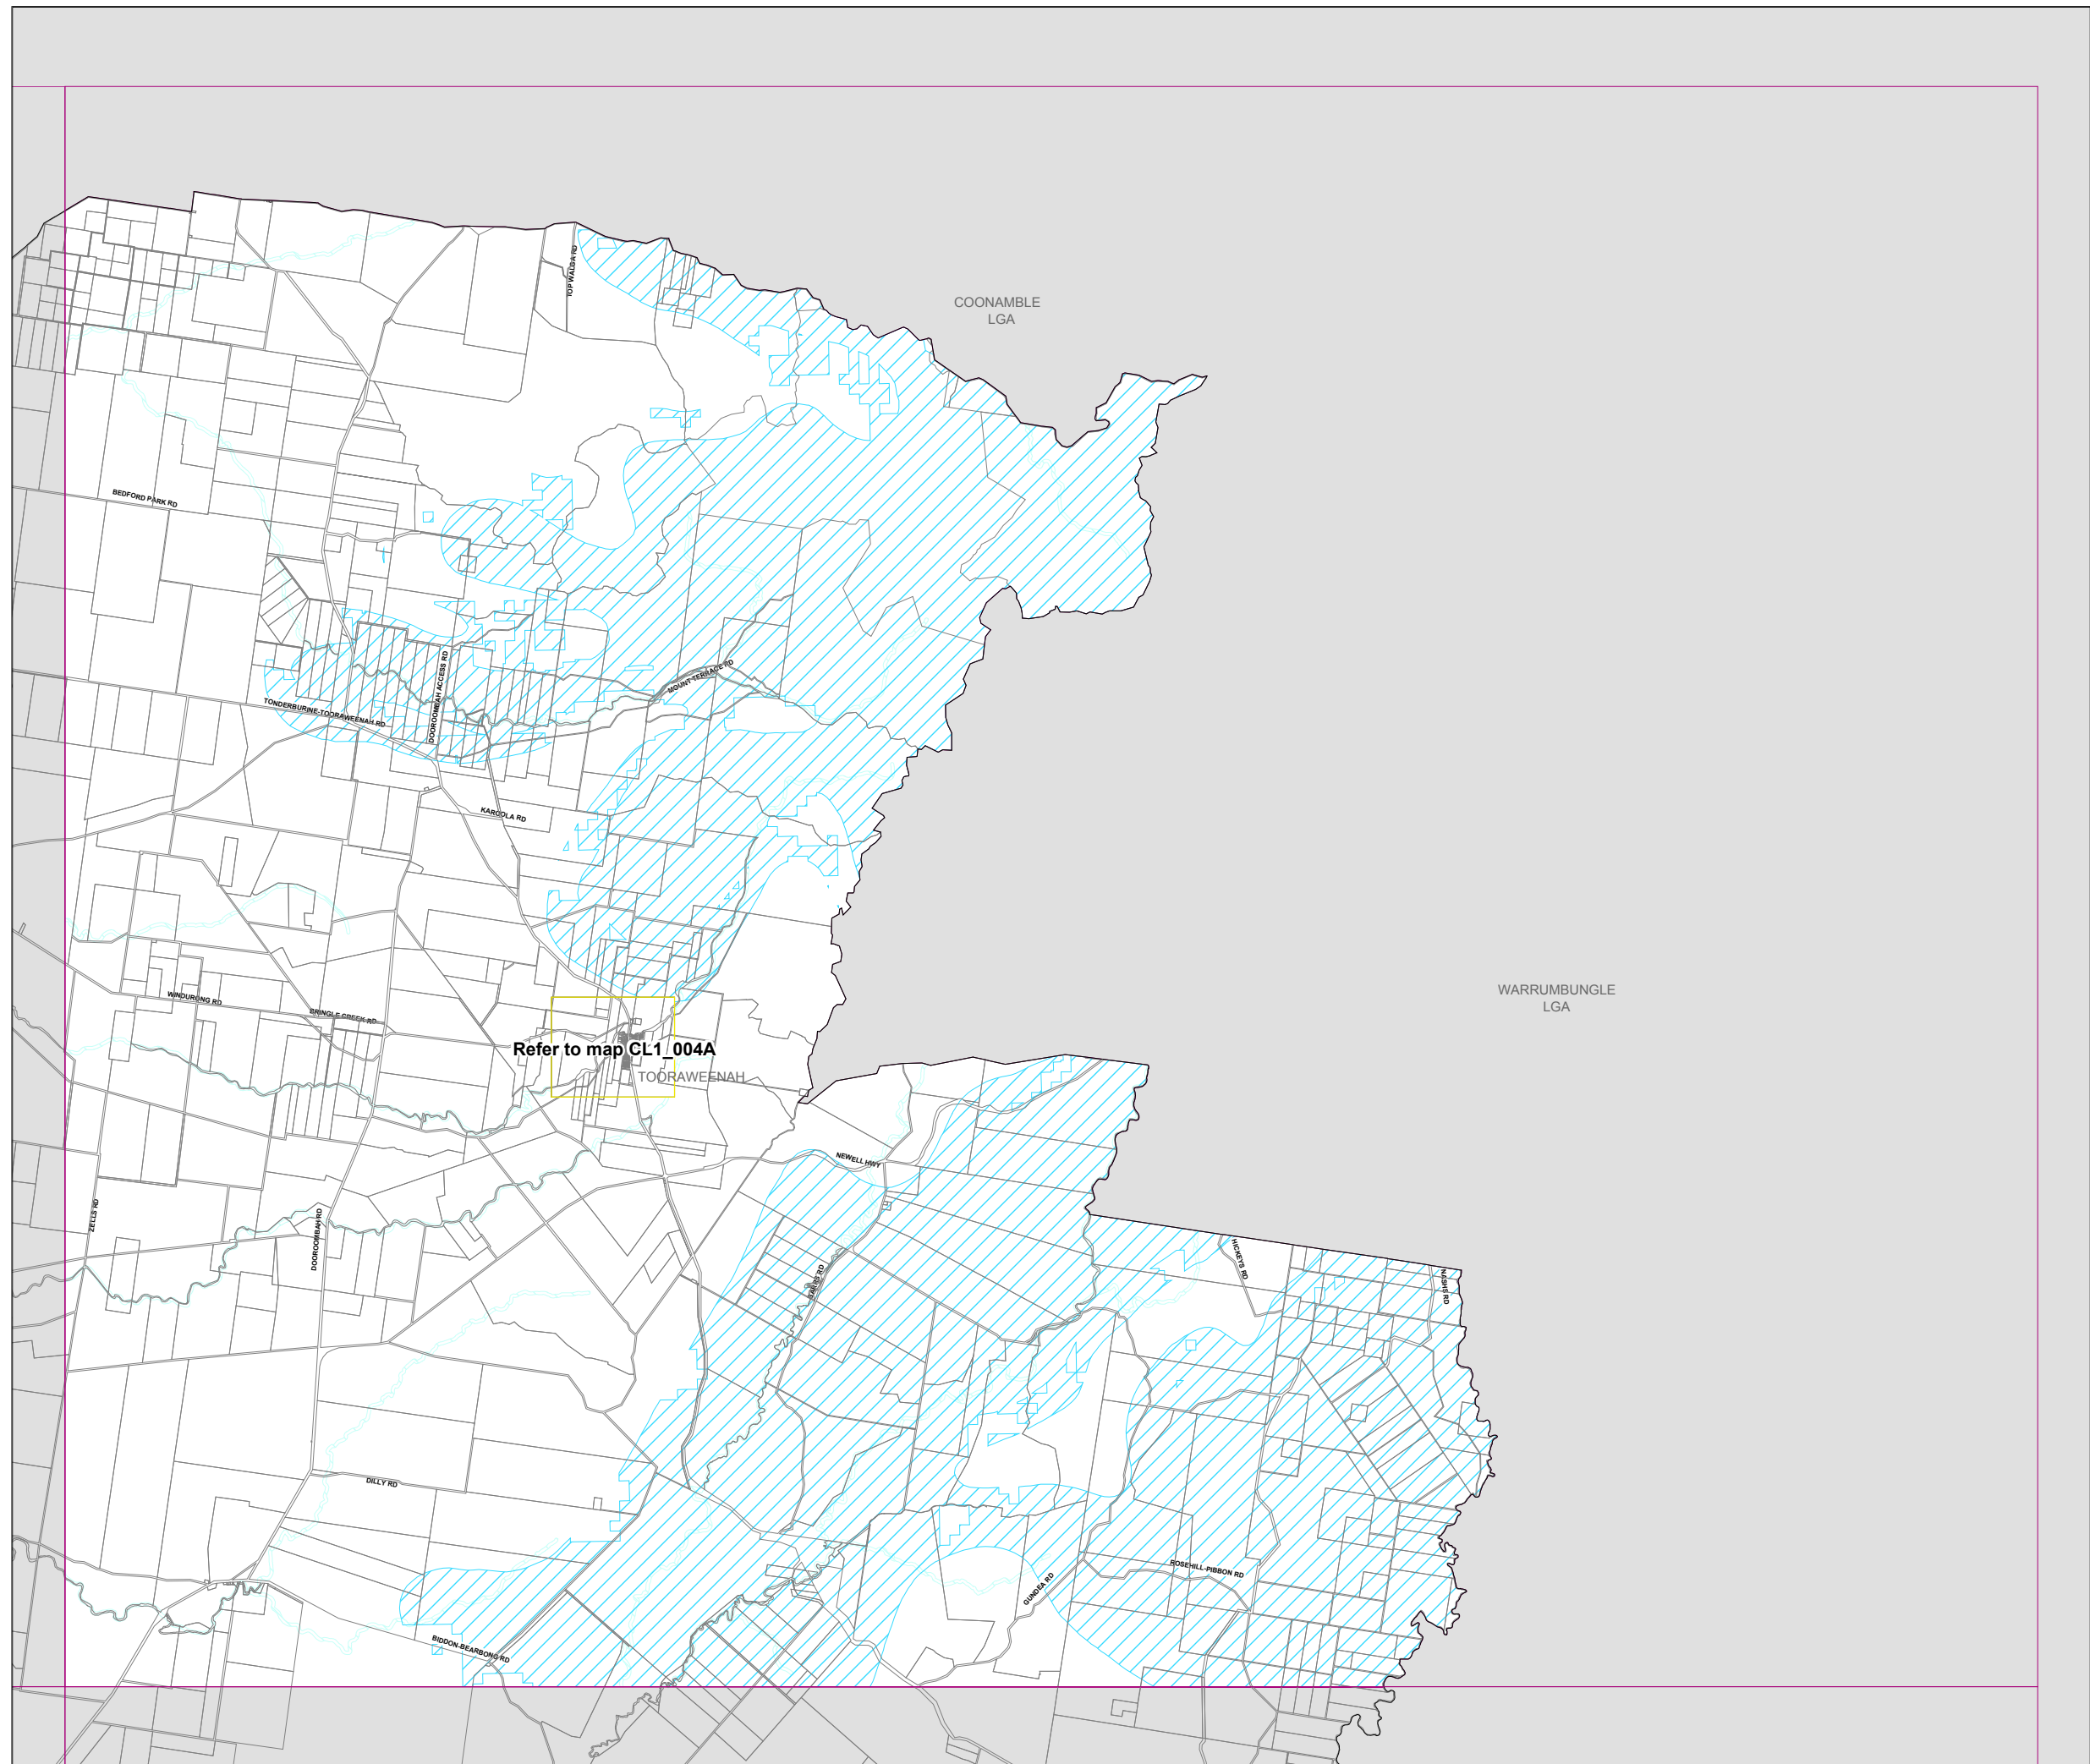 TOP WALGA RD
COONAMBLE
LGA
BEDFORD PARK RD
MOUNT TERRACE RD
DOOROOMBAH ACCESS RD
TONDERBURINE-TOORAWEENAH RD
KAROOLA RD
WARRUMBUNGLE
LGA
WINDURONG RD
BRINGLE CREEK RD
Refer to map CL1_004A
TOORAWEENAH
NEWELL HWY
ZELLS RD
DOOROOMBAH RD
HICKEYS RD
NASHS RD
DILLY RD
ROSEHILL-PIBBON RD
GUNDEA RD
BIDDON-BEARBONG RD